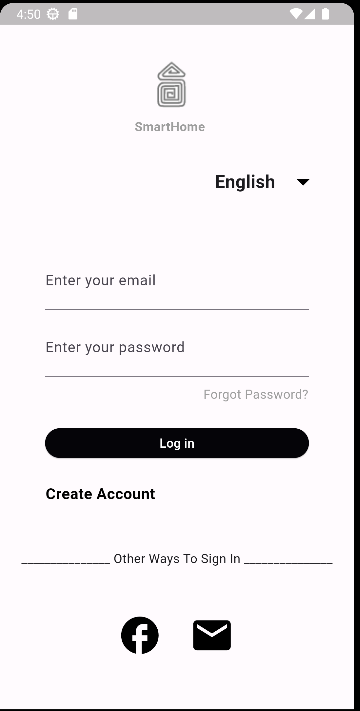 4:50
SmartHome
English
Enter your email
Enter your password
Forgot Password?
Log in
Create Account
______________ Other Ways To Sign In ______________